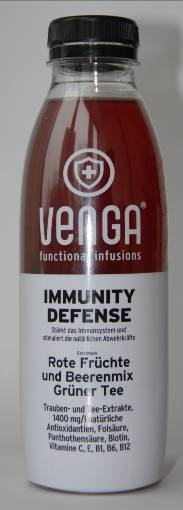 VENGA®
functional infusions
IMMUNITY
DEFENSE
Stärkt das Immunsystem und
stimuliert die natürlichen Abwehrkräfte
Geschmack
Rote Früchte
und Beerenmix
Grüner Tee
Trauben- und Tee-Extrakte,
1400 mg/l natürliche
Antioxidantien, Folsäure,
Panthothensäure, Biotin,
Vitamine C, E, B1, B6, B12